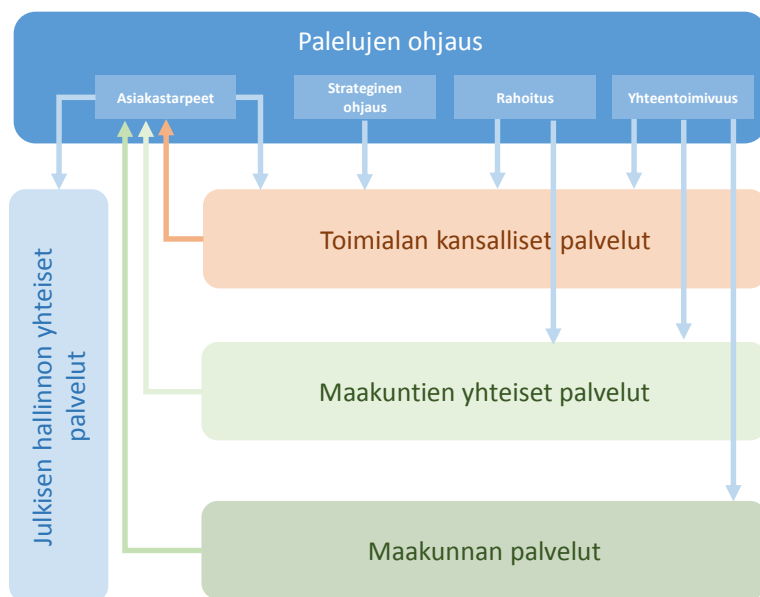 Palelujen ohjaus
Asiakastarpeet
Strateginen
ohjaus
Rahoitus
Yhteentoimivuus
Julkisen hallinnon yhteiset
palvelut
Toimialan kansalliset palvelut
Maakuntien yhteiset palvelut
Maakunnan palvelut